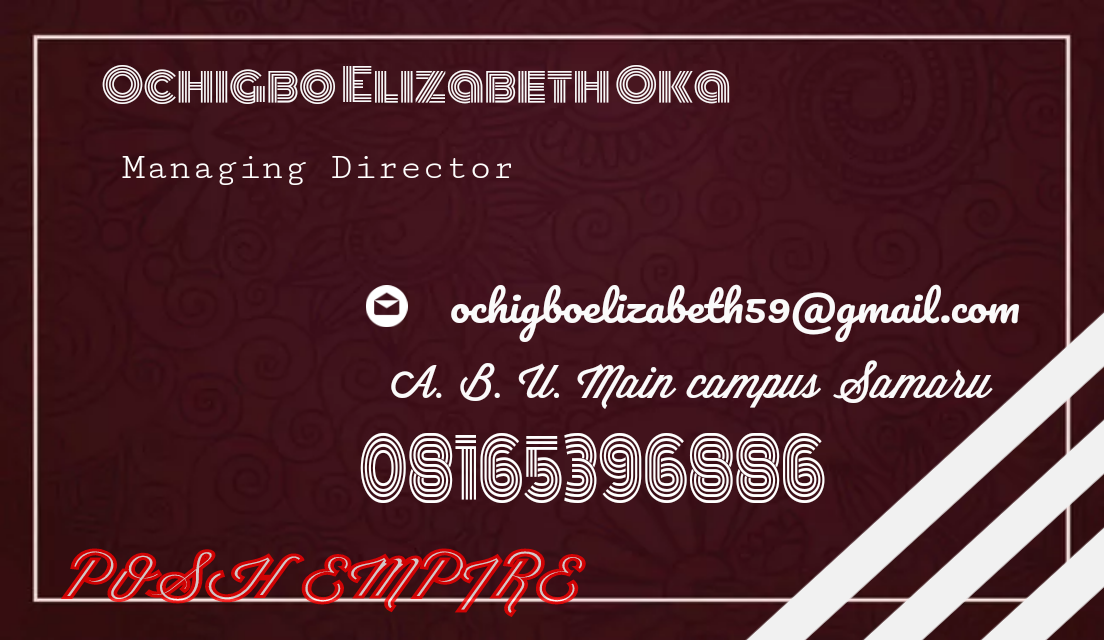 Ochigbo Elizabeth Oka
Managing Director
ochigboelizabeth59@gmail.com
A. B. U. Main campus Samaru
08165396886
POSH EMPIRE